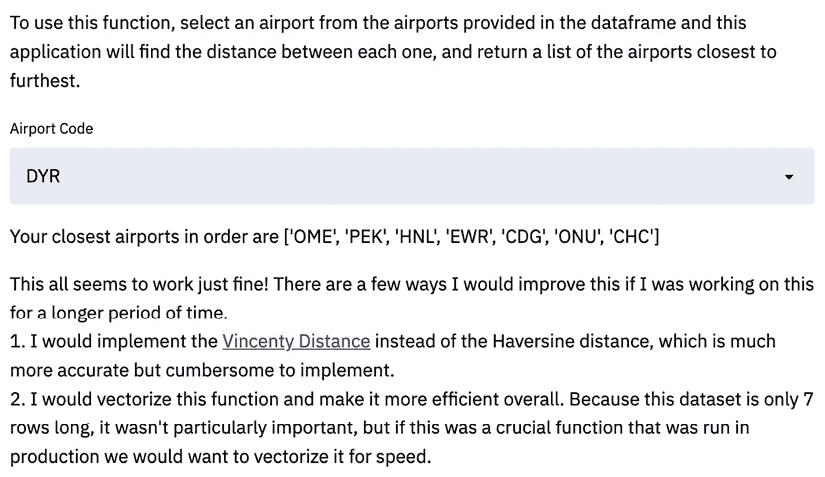 To use this function, select an airport from the airports provided in the dataframe and this
application will find the distance between each one, and return a list of the airports closest to
furthest.
Airport Code
DYR
Your closest airports in order are ['OME', 'PEK', 'HNL', 'EWR', 'CDG', 'ONU', 'CHC']
This all seems to work just fine! There are a few ways I would improve this if I was working on this
for a longer period of time.
1. I would implement the Vincenty Distance instead of the Haversine distance, which is much
more accurate but cumbersome to implement.
2. I would vectorize this function and make it more efficient overall. Because this dataset is only 7
rows long, it wasn't particularly important, but if this was a crucial function that was run in
production we would want to vectorize it for speed.